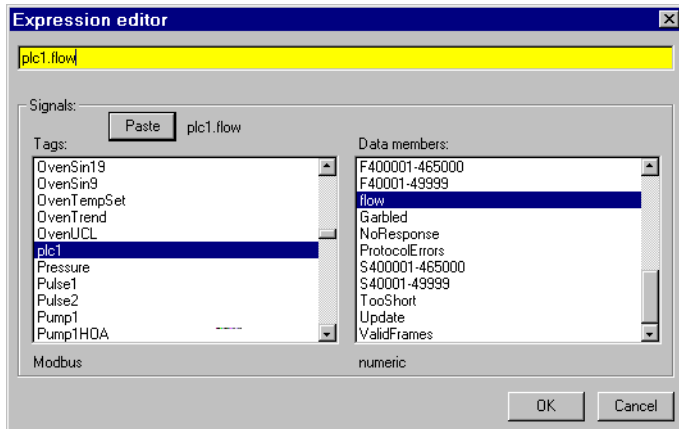 Expression editor
plc1.flow
Signals:
Paste plc1.flow
Tags: Data members:
OvenSin19 F400001-465000
OvenSin9 F40001-49999
OvenTempSet flow
OvenTrend Garbled
OvenUCL NoResponse
plc1 ProtocolErrors
Pressure S400001-465000
Pulse1 S40001-49999
Pulse2 TooShort
Pump1 Update
Pump1HOA ValidFrames
Modbus numeric
OK Cancel